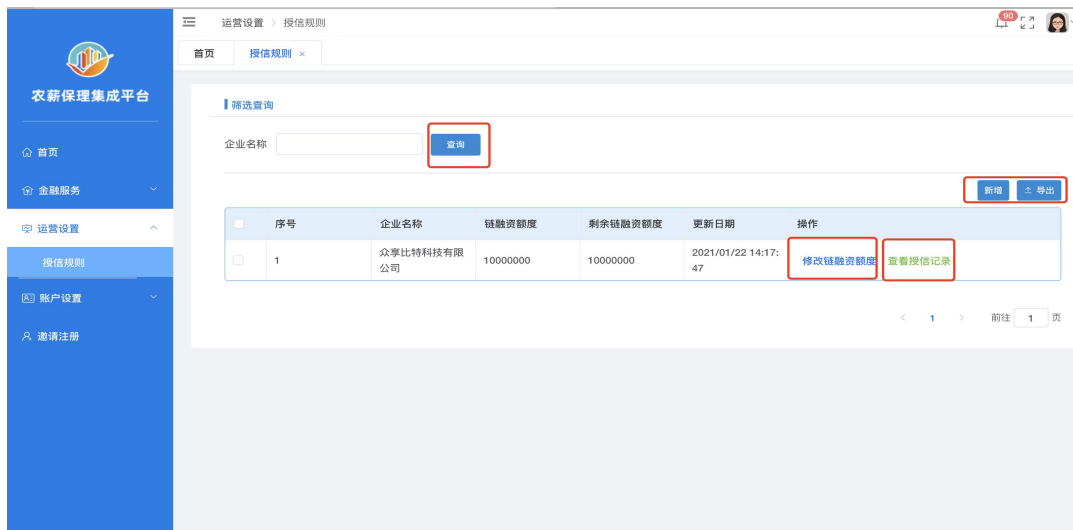 运营设置 > 授信规则
90
农薪保理集成平台
首页
金融服务
运营设置
授信规则
账户设置
邀请注册
首页 授信规则 ×
筛选查询
企业名称 查询
新增 导出
序号 企业名称 链融资额度 剩余链融资额度 更新日期 操作
1 众享比特科技有限公司 10000000 10000000 2021/01/22 14:17:47 修改链融资额度 查看授信记录
< 1 > 前往 1 页